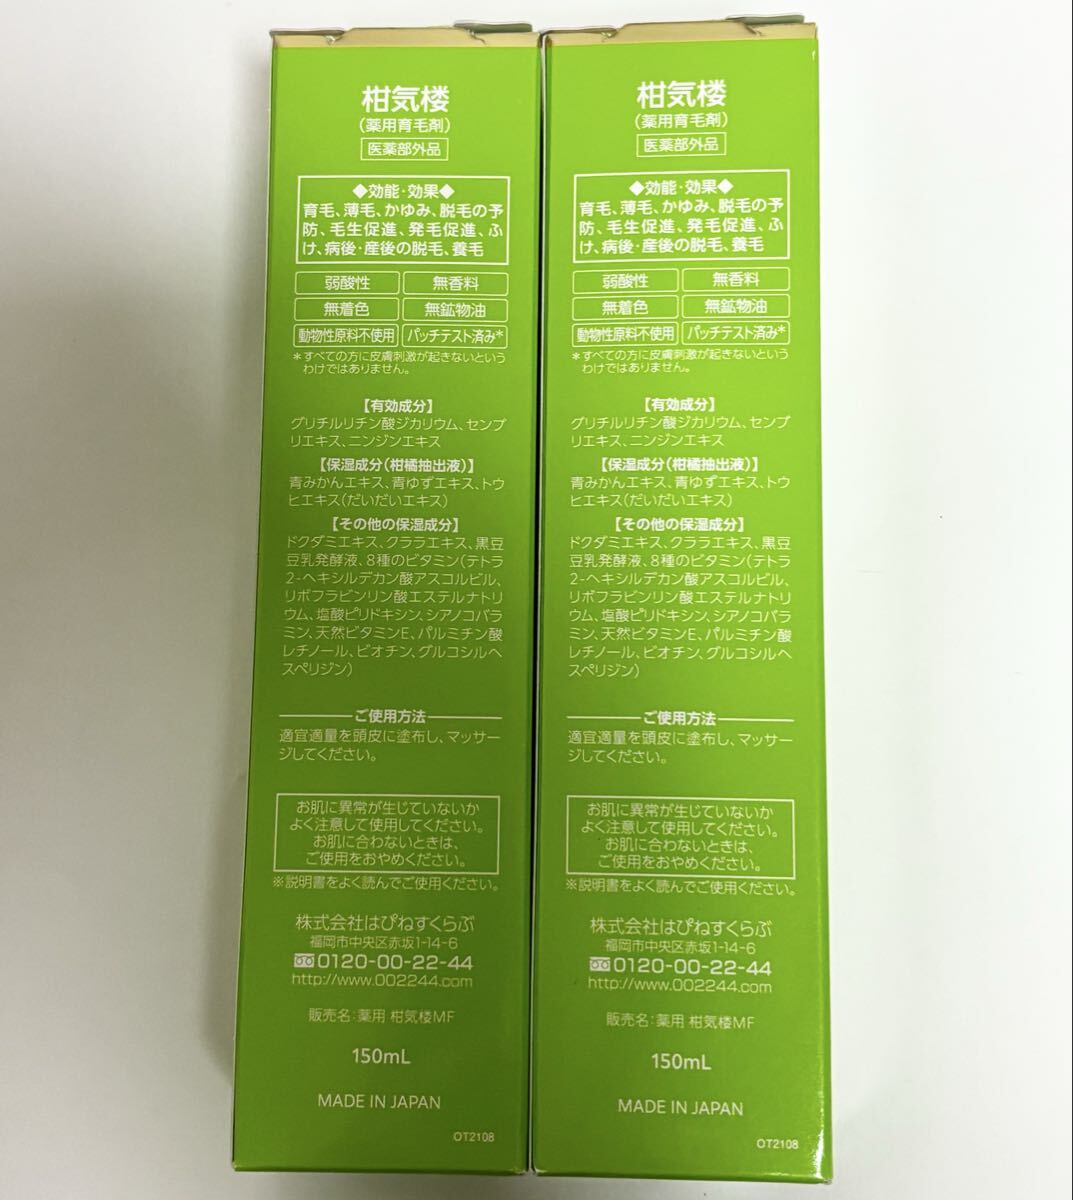 柑気楼
(薬用育毛剤)
医薬部外品
◆効能・効果◆
育毛、薄毛、かゆみ、脱毛の予
防、毛生促進、発毛促進、ふ
け、病後・産後の脱毛、養毛
弱酸性 無香料
無着色 無鉱物油
動物性原料不使用 パッチテスト済み*
*すべての方に皮膚刺激が起きないという
わけではありません。
【有効成分】
グリチルリチン酸ジカリウム、センブ
リエキス、ニンジンエキス
【保湿成分(柑橘抽出液)】
青みかんエキス、青ゆずエキス、トウ
ヒエキス(だいだいエキス)
【その他の保湿成分】
ドクダミエキス、クララエキス、黒豆
豆乳発酵液、8種のビタミン(テトラ
2-ヘキシルデカン酸アスコルビル、
リボフラビンリン酸エステルナトリ
ウム、塩酸ピリドキシン、シアノコバラ
ミン、天然ビタミンE、パルミチン酸
レチノール、ビオチン、グルコシルヘ
スペリジン)
ご使用方法
適宜適量を頭皮に塗布し、マッサー
ジしてください。
お肌に異常が生じていないか
よく注意して使用してください。
お肌に合わないときは、
ご使用をおやめください。
※説明書をよく読んでご使用ください。
株式会社はぴねすくらぶ
福岡市中央区赤坂1-14-6
0120-00-22-44
http://www.002244.com
販売名:薬用 柑気楼MF
150mL
MADE IN JAPAN
OT2108
柑気楼
(薬用育毛剤)
医薬部外品
◆効能・効果◆
育毛、薄毛、かゆみ、脱毛の予
防、毛生促進、発毛促進、ふ
け、病後・産後の脱毛、養毛
弱酸性 無香料
無着色 無鉱物油
動物性原料不使用 パッチテスト済み*
*すべての方に皮膚刺激が起きないという
わけではありません。
【有効成分】
グリチルリチン酸ジカリウム、センブ
リエキス、ニンジンエキス
【保湿成分(柑橘抽出液)】
青みかんエキス、青ゆずエキス、トウ
ヒエキス(だいだいエキス)
【その他の保湿成分】
ドクダミエキス、クララエキス、黒豆
豆乳発酵液、8種のビタミン(テトラ
2-ヘキシルデカン酸アスコルビル、
リボフラビンリン酸エステルナトリ
ウム、塩酸ピリドキシン、シアノコバラ
ミン、天然ビタミンE、パルミチン酸
レチノール、ビオチン、グルコシルヘ
スペリジン)
ご使用方法
適宜適量を頭皮に塗布し、マッサー
ジしてください。
お肌に異常が生じていないか
よく注意して使用してください。
お肌に合わないときは、
ご使用をおやめください。
※説明書をよく読んでご使用ください。
株式会社はぴねすくらぶ
福岡市中央区赤坂1-14-6
0120-00-22-44
http://www.002244.com
販売名:薬用 柑気楼MF
150mL
MADE IN JAPAN
OT2108